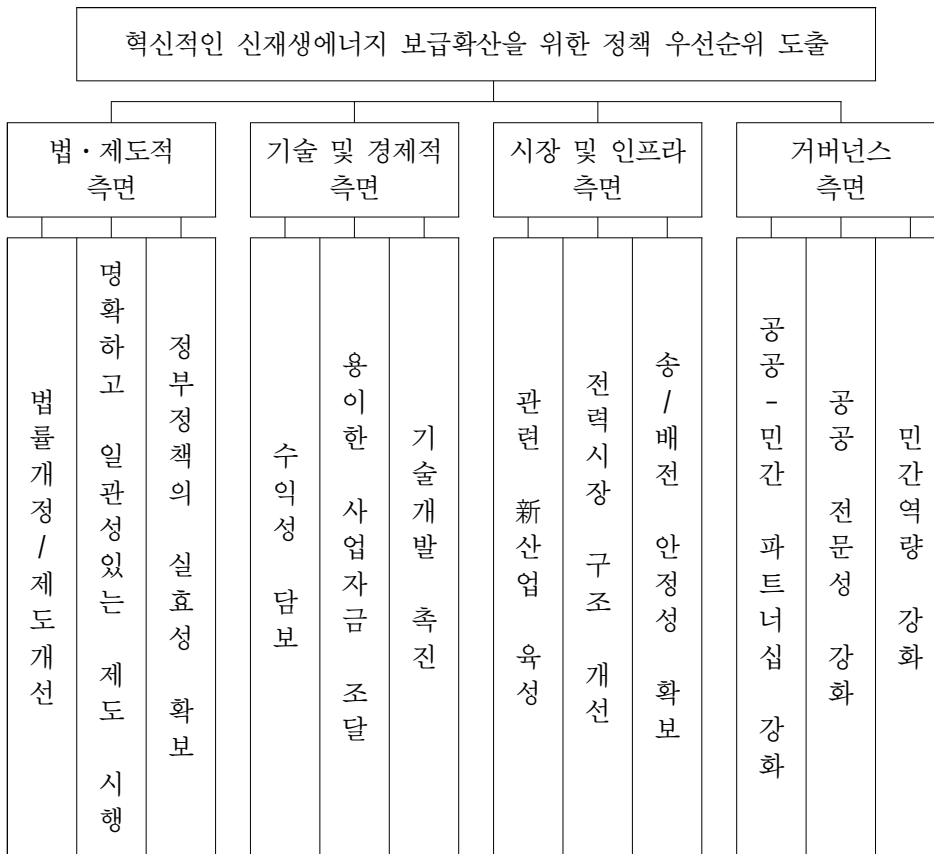 혁신적인 신재생에너지 보급확산을 위한 정책 우선순위 도출
법·제도적
측면
기술 및 경제적
측면
시장 및 인프라
측면
거버넌스
측면
법률개정/제도개선
명확하고 일관성있는 제도 시행
정부정책의 실효성 확보
수익성 담보
용이한 사업자금 조달
기술개발 촉진
관련 新산업 육성
전력시장 구조 개선
송/배전 안정성 확보
공공-민간 파트너십 강화
공공 전문성 강화
민간역량 강화